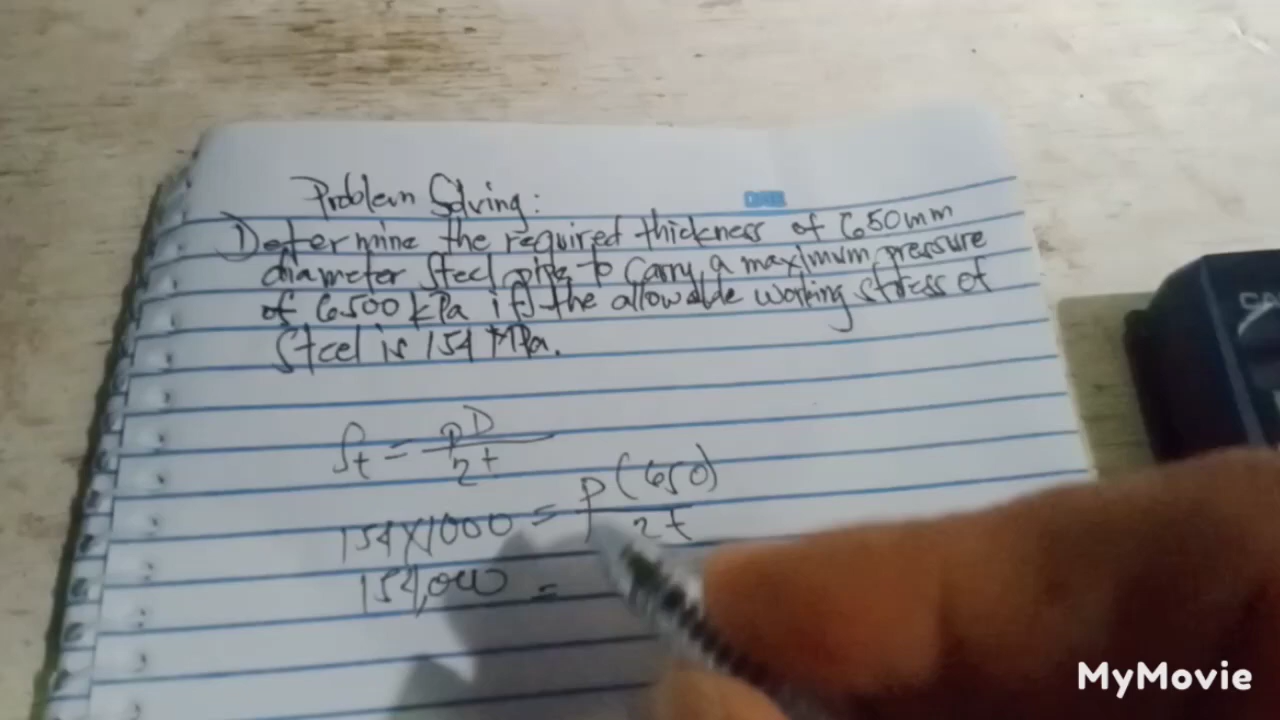 Problem Solving:
1) Determine the required thickness of 650mm
diameter steel pipe to carry a maximum pressure
of 6500 kPa if the allowable working stress of
Steel is 154 MPa.
St = pD / 2t
154x1000 = P(650) / 2t
154,000 =
MyMovie